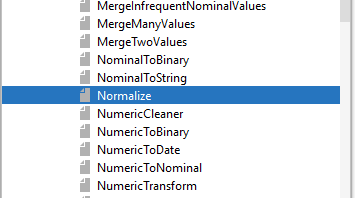 MergeInfrequentNominalValues
MergeManyValues
MergeTwoValues
NominalToBinary
NominalToString
Normalize
NumericCleaner
NumericToBinary
NumericToDate
NumericToNominal
NumericTransform